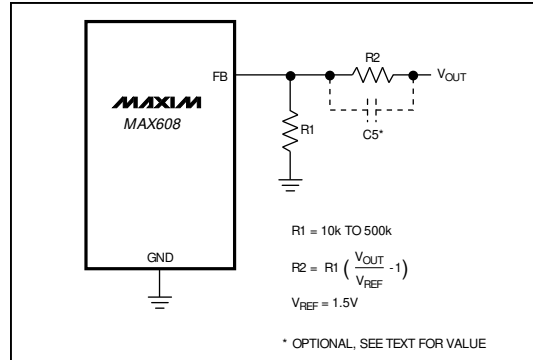 FB
R2
VOUT
MAXIM
MAX608
R1
C5*
GND
R1 = 10k TO 500k
R2 = R1 ( VOUT / VREF -1 )
VREF = 1.5V
* OPTIONAL, SEE TEXT FOR VALUE